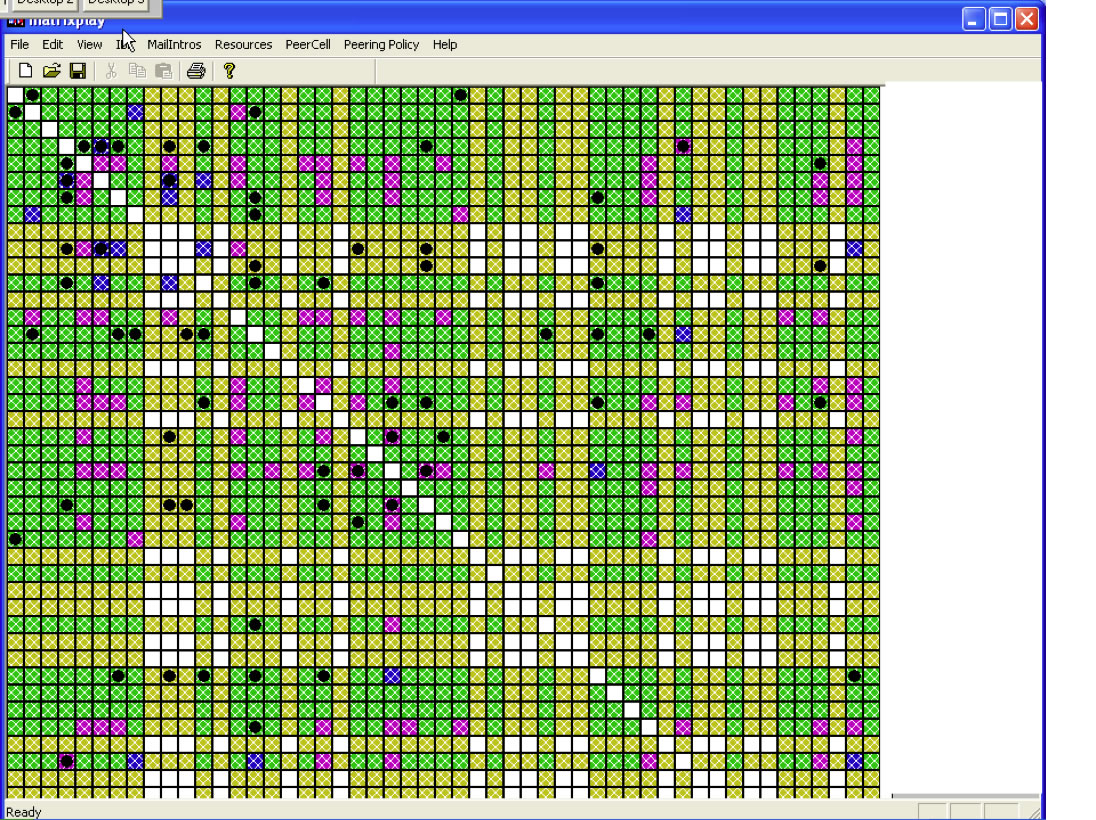 Desktop 2 Desktop 3
matrixplay
File Edit View MailIntros Resources PeerCell Peering Policy Help
Ready